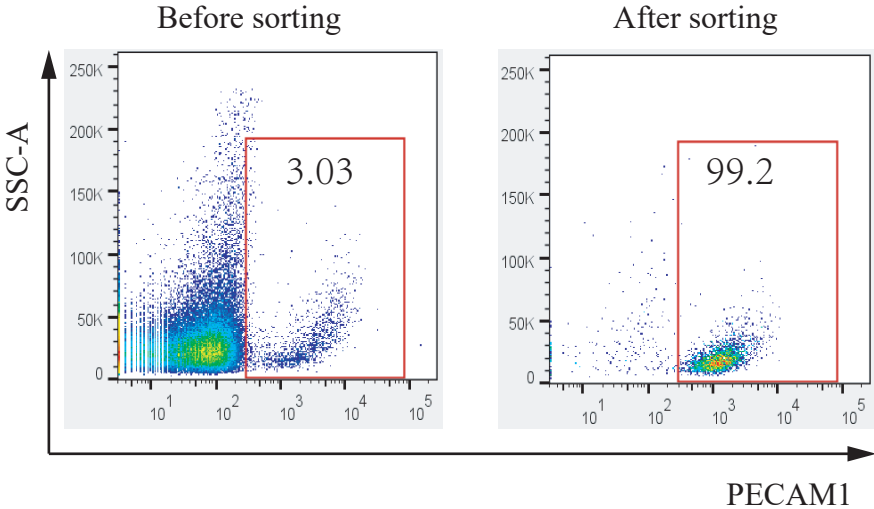 Before sorting
After sorting
SSC-A
250K
200K
150K
100K
50K
0
3.03
10^1
10^2
10^3
10^4
10^5
250K
200K
150K
100K
50K
0
99.2
10^1
10^2
10^3
10^4
10^5
PECAM1